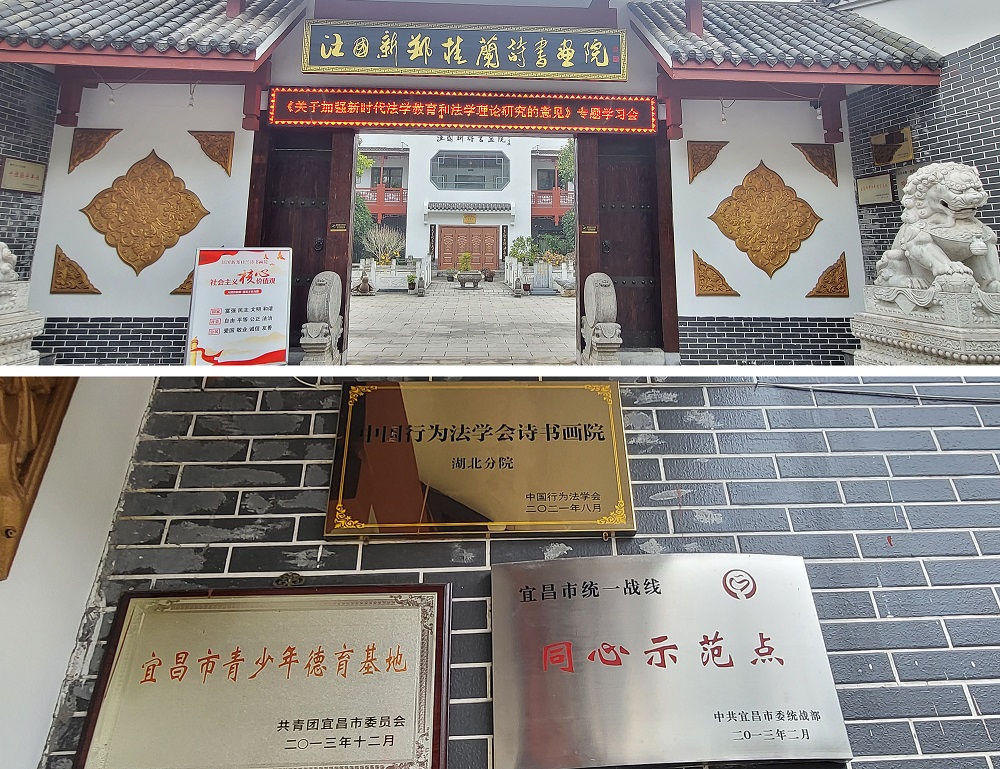 汪国新郑桂兰诗书画院
《关于加强新时代法学教育和法学理论研究的意见》专题学习会
汪国新诗书画院
社会主义核心价值观
富强 民主 文明 和谐
自由 平等 公正 法治
爱国 敬业 诚信 友善
中国行为法学会诗书画院
湖北分院
中国行为法学会
二〇二一年八月
宜昌市青少年德育基地
共青团宜昌市委员会
二〇一三年十二月
宜昌市统一战线
同心示范点
中共宜昌市委统战部
二〇一三年二月